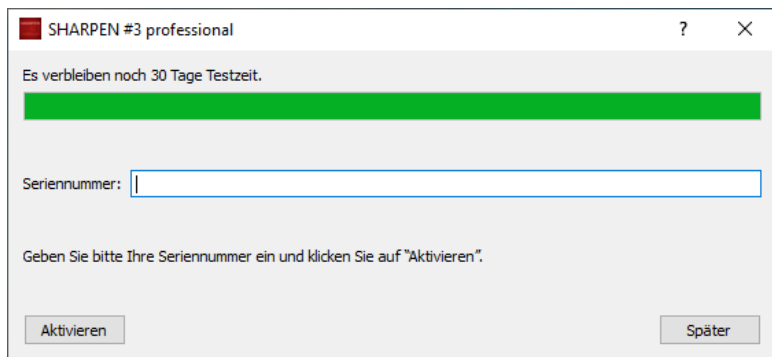 SHARPEN #3 professional
Es verbleiben noch 30 Tage Testzeit.
Seriennummer:
Geben Sie bitte Ihre Seriennummer ein und klicken Sie auf “Aktivieren”.
Aktivieren
Später